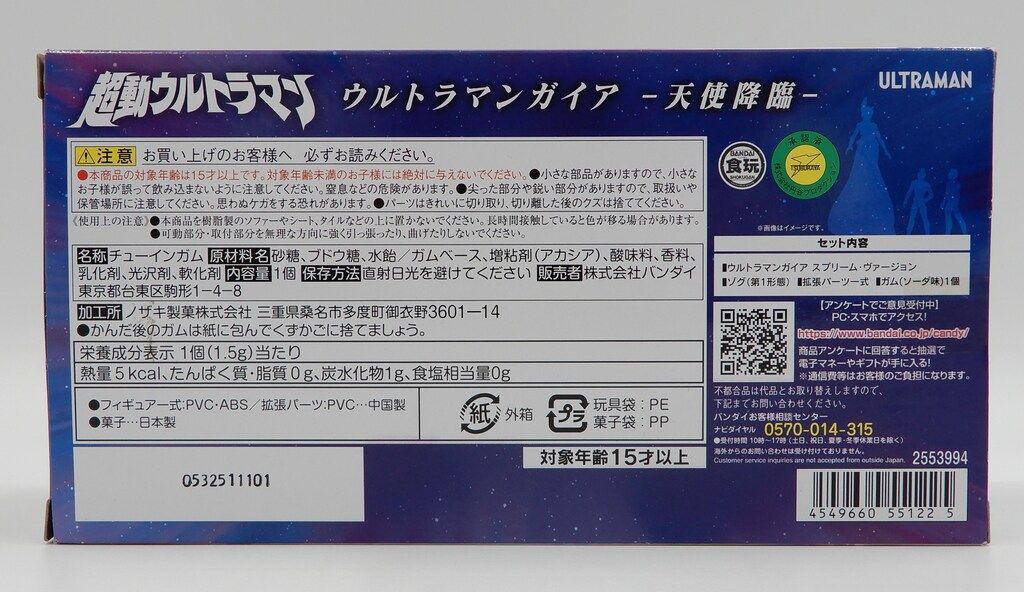 超動ウルトラマン ウルトラマンガイア -天使降臨-
ULTRAMAN
⚠注意 お買い上げのお客様へ 必ずお読みください。
●本商品の対象年齢は15才以上です。対象年齢未満のお子様には絶対に与えないでください。●小さな部品がありますので、小さな
お子様が誤って飲み込まないように注意してください。窒息などの危険があります。●尖った部分や鋭い部分がありますので、取扱いや
保管場所に注意してください。思わぬケガをする恐れがあります。●パーツはきれいに切り取り、切り離した後のクズは捨ててください。
《使用上の注意》●本商品を樹脂製のソファーやシート、タイルなどの上に置かないでください。長時間接触していると色が移る場合があります。
●可動部分・取付部分を無理な方向に強く引っ張ったり、曲げたりしないでください。
名称 チューインガム 原材料名 砂糖、ブドウ糖、水飴/ガムベース、増粘剤(アカシア)、酸味料、香料、
乳化剤、光沢剤、軟化剤 内容量 1個 保存方法 直射日光を避けてください 販売者 株式会社バンダイ
東京都台東区駒形1-4-8
加工所 ノザキ製菓株式会社 三重県桑名市多度町御衣野3601-14
●かんだ後のガムは紙に包んでくずかごに捨てましょう。
栄養成分表示 1個(1.5g)当たり
熱量5kcal、たんぱく質・脂質0g、炭水化物1g、食塩相当量0g
●フィギュア一式:PVC・ABS/拡張パーツ:PVC…中国製
●菓子…日本製
紙 外箱
プラ 玩具袋:PE
菓子袋:PP
対象年齢15才以上
0532511101
BANDAI
食玩
SHOKUGAN
承認済
TSUBURAYA
株式会社円谷プロダクション
※画像はイメージです。
セット内容
▮ウルトラマンガイア スプリーム・ヴァージョン
▮ゾグ(第1形態) ▮拡張パーツ一式 ▮ガム(ソーダ味)1個
【アンケートでご意見受付中】
PC・スマホでアクセス!
https://www.bandai.co.jp/candy/
商品アンケートに回答すると抽選で
電子マネーやギフトが手に入る!
※通信費等はお客様のご負担になります。
不都合品は代品とお取り替えしますので、
下記までお問い合わせください。
バンダイお客様相談センター
ナビダイヤル 0570-014-315
●受付時間 10時～17時(土日、祝日、夏季・冬季休業日を除く)
海外からのお問い合わせは受け付けておりません。
Customer service inquiries are not accepted from outside Japan.
2553994
4549660 55122 5